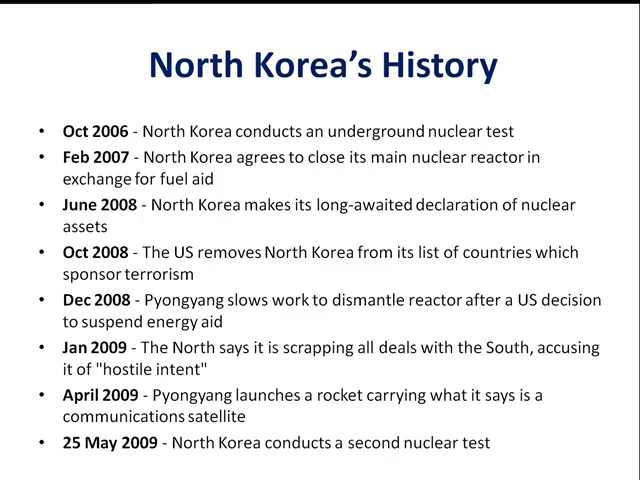 North Korea’s History
• Oct 2006 - North Korea conducts an underground nuclear test
• Feb 2007 - North Korea agrees to close its main nuclear reactor in
exchange for fuel aid
• June 2008 - North Korea makes its long-awaited declaration of nuclear
assets
• Oct 2008 - The US removes North Korea from its list of countries which
sponsor terrorism
• Dec 2008 - Pyongyang slows work to dismantle reactor after a US decision
to suspend energy aid
• Jan 2009 - The North says it is scrapping all deals with the South, accusing
it of "hostile intent"
• April 2009 - Pyongyang launches a rocket carrying what it says is a
communications satellite
• 25 May 2009 - North Korea conducts a second nuclear test